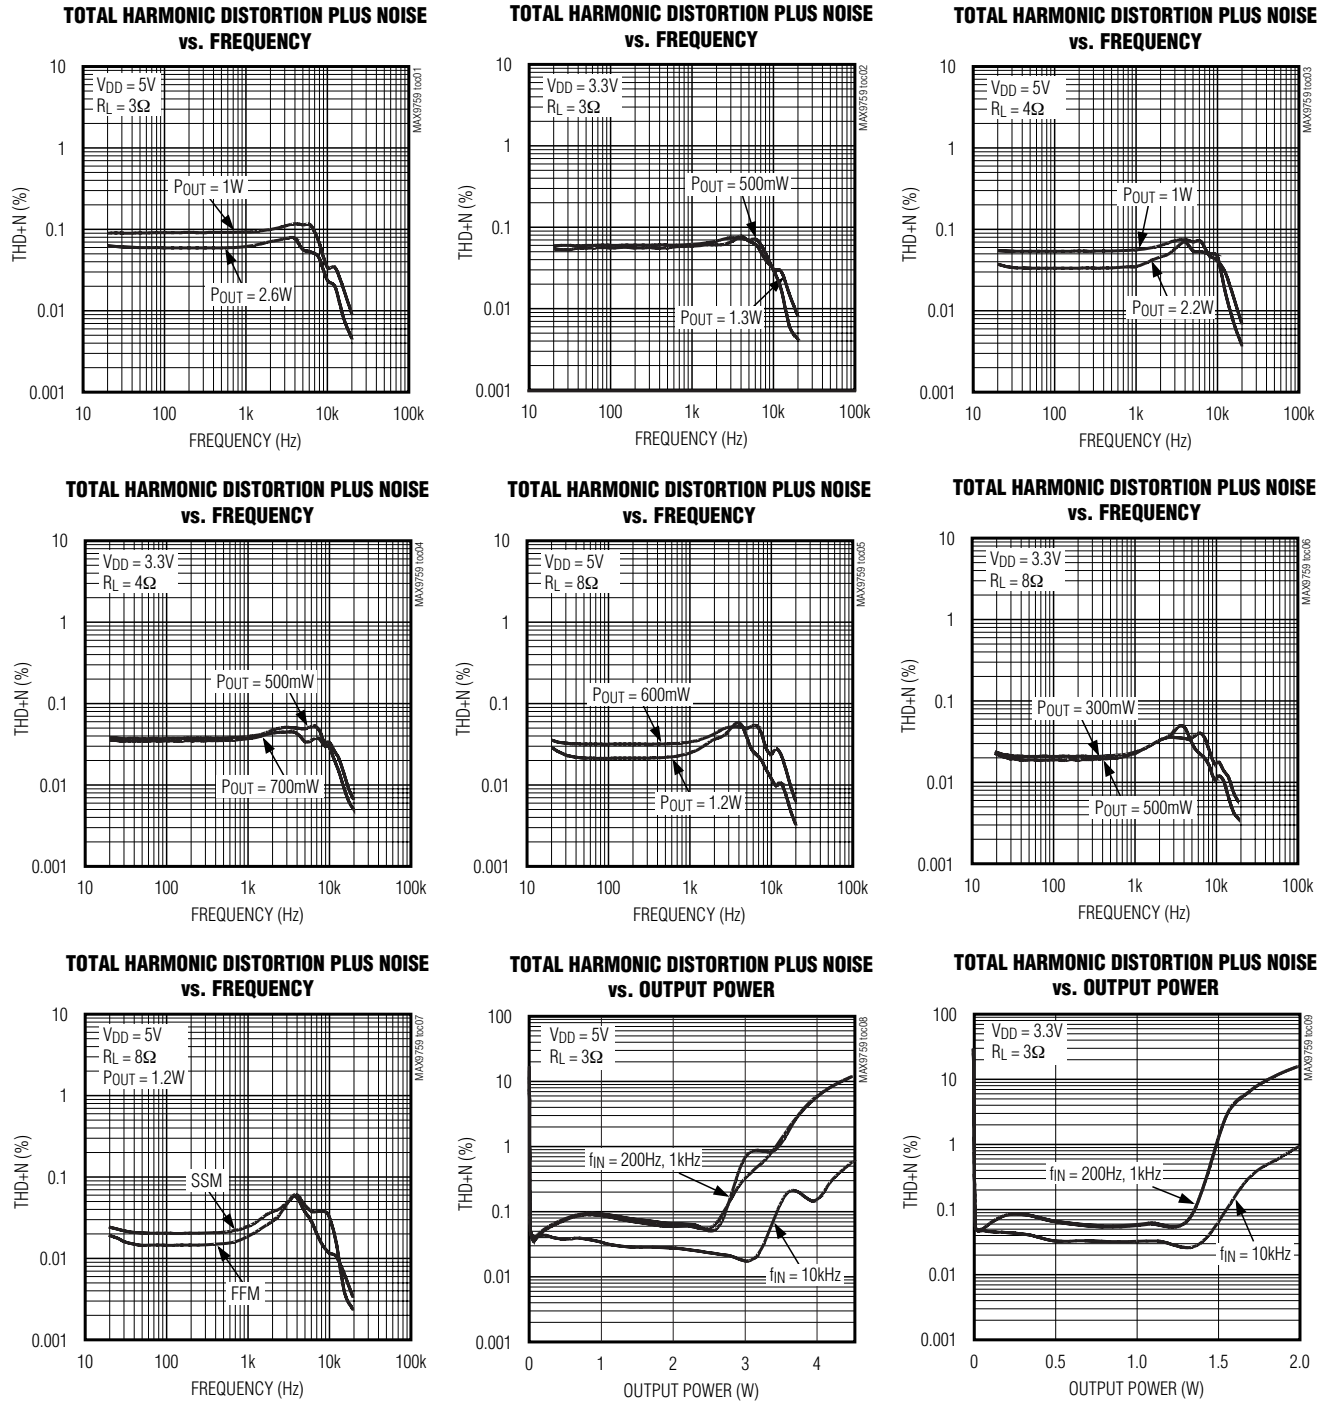 TOTAL HARMONIC DISTORTION PLUS NOISE
vs. FREQUENCY
MAX9759 toc01
VDD = 5V
RL = 3Ω
POUT = 1W
POUT = 2.6W
THD+N (%)
10
1
0.1
0.01
0.001
10
100
1k
10k
100k
FREQUENCY (Hz)
TOTAL HARMONIC DISTORTION PLUS NOISE
vs. FREQUENCY
MAX9759 toc02
VDD = 3.3V
RL = 3Ω
POUT = 500mW
POUT = 1.3W
THD+N (%)
10
1
0.1
0.01
0.001
10
100
1k
10k
100k
FREQUENCY (Hz)
TOTAL HARMONIC DISTORTION PLUS NOISE
vs. FREQUENCY
MAX9759 toc03
VDD = 5V
RL = 4Ω
POUT = 1W
POUT = 2.2W
THD+N (%)
10
1
0.1
0.01
0.001
10
100
1k
10k
100k
FREQUENCY (Hz)
TOTAL HARMONIC DISTORTION PLUS NOISE
vs. FREQUENCY
MAX9759 toc04
VDD = 3.3V
RL = 4Ω
POUT = 500mW
POUT = 700mW
THD+N (%)
10
1
0.1
0.01
0.001
10
100
1k
10k
100k
FREQUENCY (Hz)
TOTAL HARMONIC DISTORTION PLUS NOISE
vs. FREQUENCY
MAX9759 toc05
VDD = 5V
RL = 8Ω
POUT = 600mW
POUT = 1.2W
THD+N (%)
10
1
0.1
0.01
0.001
10
100
1k
10k
100k
FREQUENCY (Hz)
TOTAL HARMONIC DISTORTION PLUS NOISE
vs. FREQUENCY
MAX9759 toc06
VDD = 3.3V
RL = 8Ω
POUT = 300mW
POUT = 500mW
THD+N (%)
10
1
0.1
0.01
0.001
10
100
1k
10k
100k
FREQUENCY (Hz)
TOTAL HARMONIC DISTORTION PLUS NOISE
vs. FREQUENCY
MAX9759 toc07
VDD = 5V
RL = 8Ω
POUT = 1.2W
SSM
FFM
THD+N (%)
10
1
0.1
0.01
0.001
10
100
1k
10k
100k
FREQUENCY (Hz)
TOTAL HARMONIC DISTORTION PLUS NOISE
vs. OUTPUT POWER
MAX9759 toc08
VDD = 5V
RL = 3Ω
fIN = 200Hz, 1kHz
fIN = 10kHz
THD+N (%)
100
10
1
0.1
0.01
0.001
0
1
2
3
4
OUTPUT POWER (W)
TOTAL HARMONIC DISTORTION PLUS NOISE
vs. OUTPUT POWER
MAX9759 toc09
VDD = 3.3V
RL = 3Ω
fIN = 200Hz, 1kHz
fIN = 10kHz
THD+N (%)
100
10
1
0.1
0.01
0.001
0
0.5
1.0
1.5
2.0
OUTPUT POWER (W)